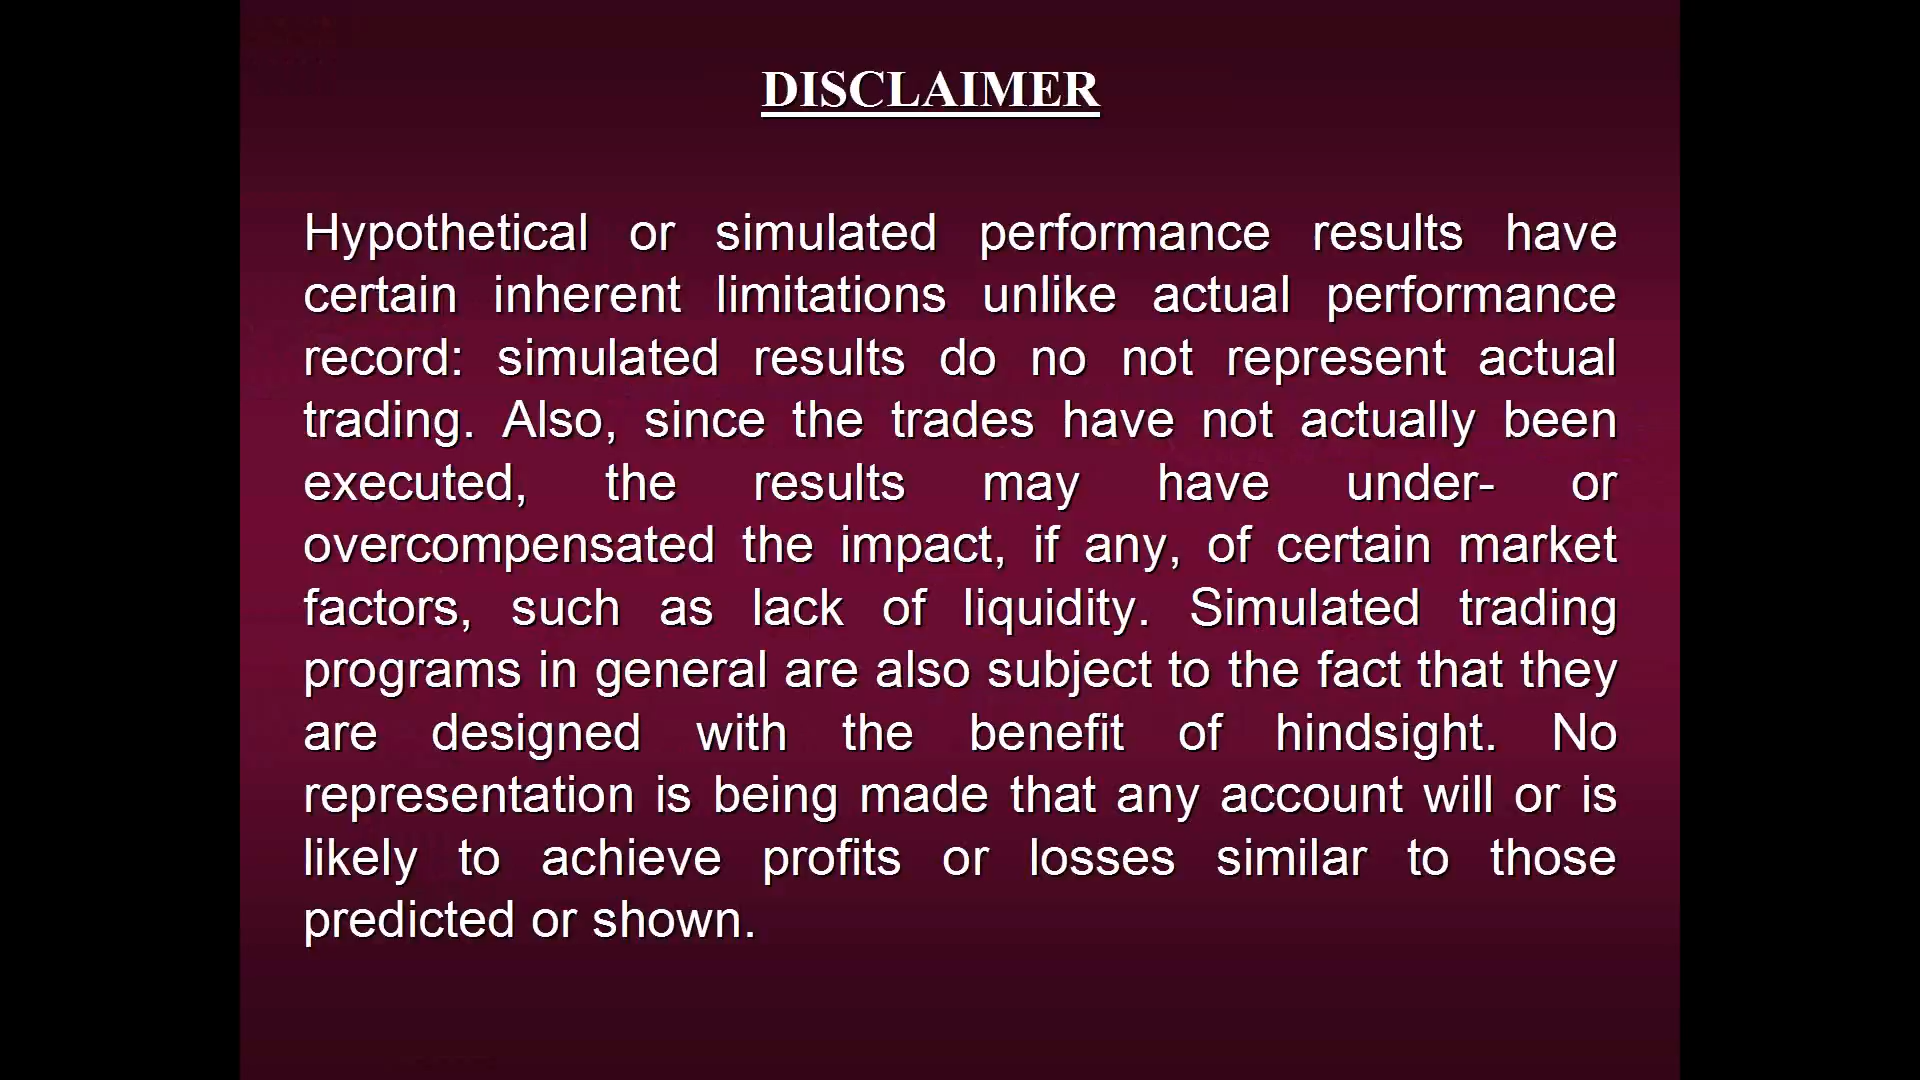 DISCLAIMER
Hypothetical or simulated performance results have
certain inherent limitations unlike actual performance
record: simulated results do no not represent actual
trading. Also, since the trades have not actually been
executed, the results may have under- or
overcompensated the impact, if any, of certain market
factors, such as lack of liquidity. Simulated trading
programs in general are also subject to the fact that they
are designed with the benefit of hindsight. No
representation is being made that any account will or is
likely to achieve profits or losses similar to those
predicted or shown.